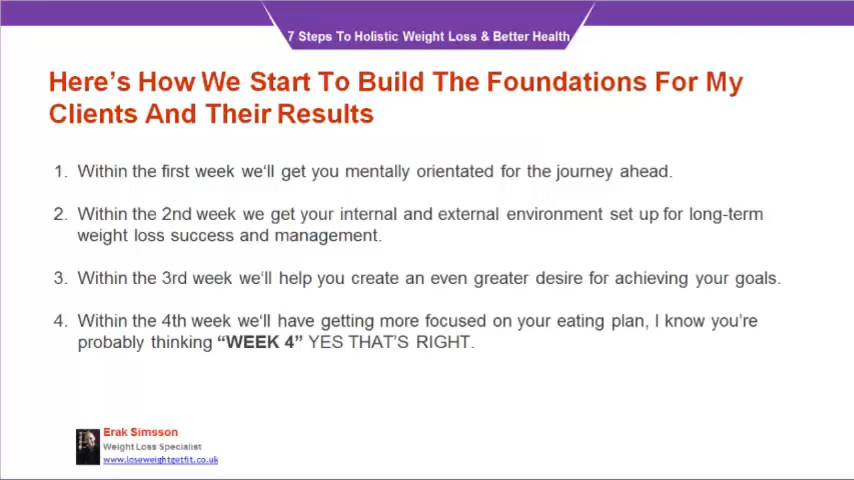 7 Steps To Holistic Weight Loss & Better Health
Here's How We Start To Build The Foundations For My
Clients And Their Results
1. Within the first week we'll get you mentally orientated for the journey ahead.
2. Within the 2nd week we get your internal and external environment set up for long-term
weight loss success and management.
3. Within the 3rd week we'll help you create an even greater desire for achieving your goals.
4. Within the 4th week we'll have getting more focused on your eating plan, I know you're
probably thinking “WEEK 4” YES THAT'S RIGHT.
Erak Simsson
Weight Loss Specialist
www.loseweightgetfit.co.uk